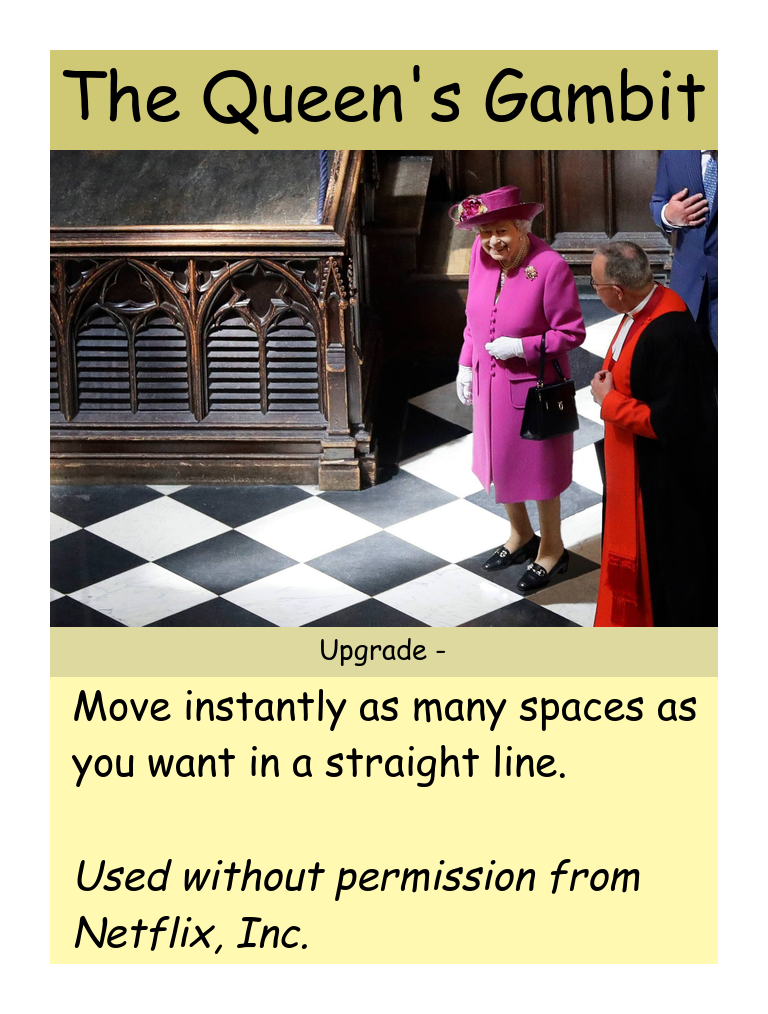 The Queen's Gambit
Upgrade -
Move instantly as many spaces as
you want in a straight line.
Used without permission from
Netflix, Inc.